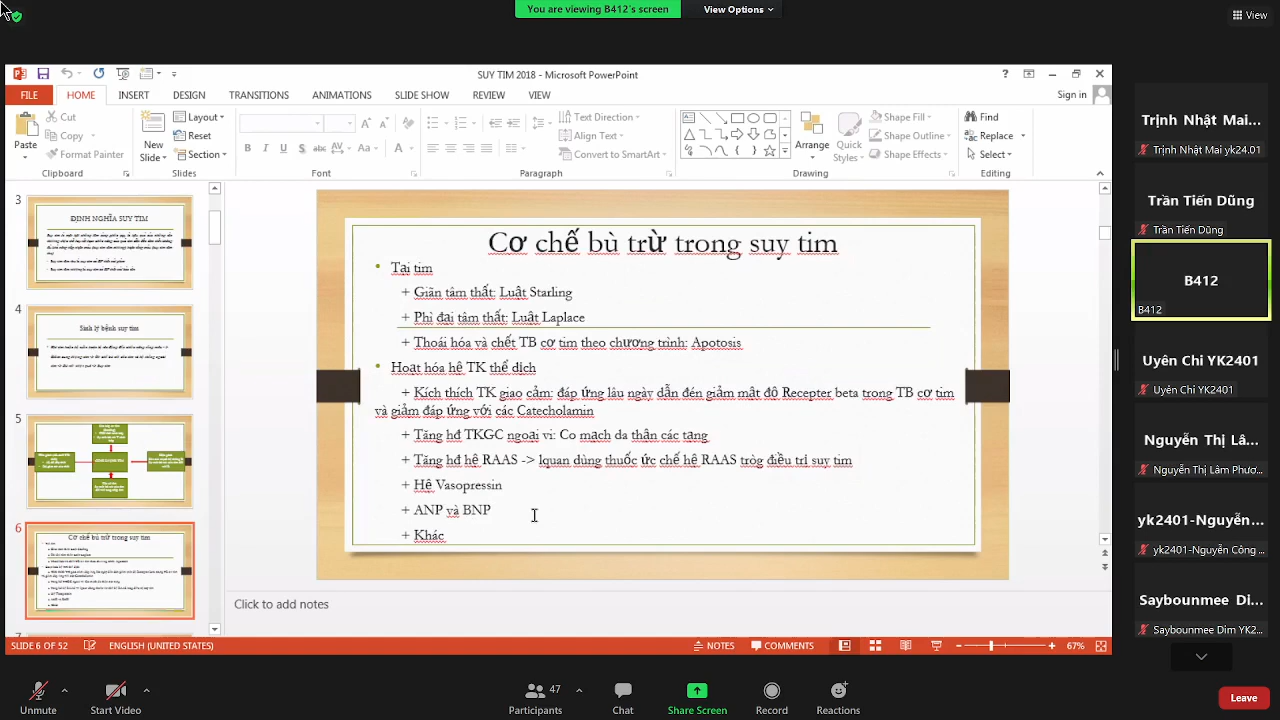 You are viewing B412's screen
View Options
View
SUY TIM 2018 - Microsoft PowerPoint
FILE HOME INSERT DESIGN TRANSITIONS ANIMATIONS SLIDE SHOW REVIEW VIEW Sign in
Paste
Cut
Copy
Format Painter
Clipboard
New Slide
Layout
Reset
Section
Slides
Font
Text Direction
Align Text
Convert to SmartArt
Paragraph
Arrange
Quick Styles
Shape Fill
Shape Outline
Shape Effects
Drawing
Find
Replace
Select
Editing
3
ĐỊNH NGHĨA SUY TIM
4
Sinh lý bệnh suy tim
5
6
Cơ chế bù trừ trong suy tim
7
Cơ chế bù trừ trong suy tim
Tại tim
+ Giãn tâm thất: Luật Starling
+ Phì đại tâm thất: Luật Laplace
+ Thoái hóa và chết TB cơ tim theo chương trình: Apotosis
Hoạt hóa hệ TK thể dịch
+ Kích thích TK giao cảm: đáp ứng lâu ngày dẫn đén giảm mật độ Recepter beta trong TB cơ tim
và giảm đáp ứng với các Catecholamin
+ Tăng hđ TKGC ngoại vi: Co mạch da thận các tạng
+ Tăng hđ hệ RAAS -> lquan dùng thuốc ức chế hệ RAAS tròg điều trị suy tim
+ Hệ Vasopressin
+ ANP và BNP
+ Khác
Click to add notes
SLIDE 6 OF 52 ENGLISH (UNITED STATES) NOTES COMMENTS 67%
Trịnh Nhật Mai...
Trịnh Nhật Mai yk24.01
Trần Tiến Dũng
Trần Tiến Dũng
B412
B412
Uyên Chi YK2401
Uyên Chi YK2401
Nguyễn Thị Lâ...
Nguyễn Thị Lâm Phươn...
yk2401-Nguyễn...
yk2401-Nguyễn Hoàng...
Saybounmee Di...
Saybounmee Dim YK2...
Unmute
Start Video
47
Participants
Chat
Share Screen
Record
Reactions
Leave